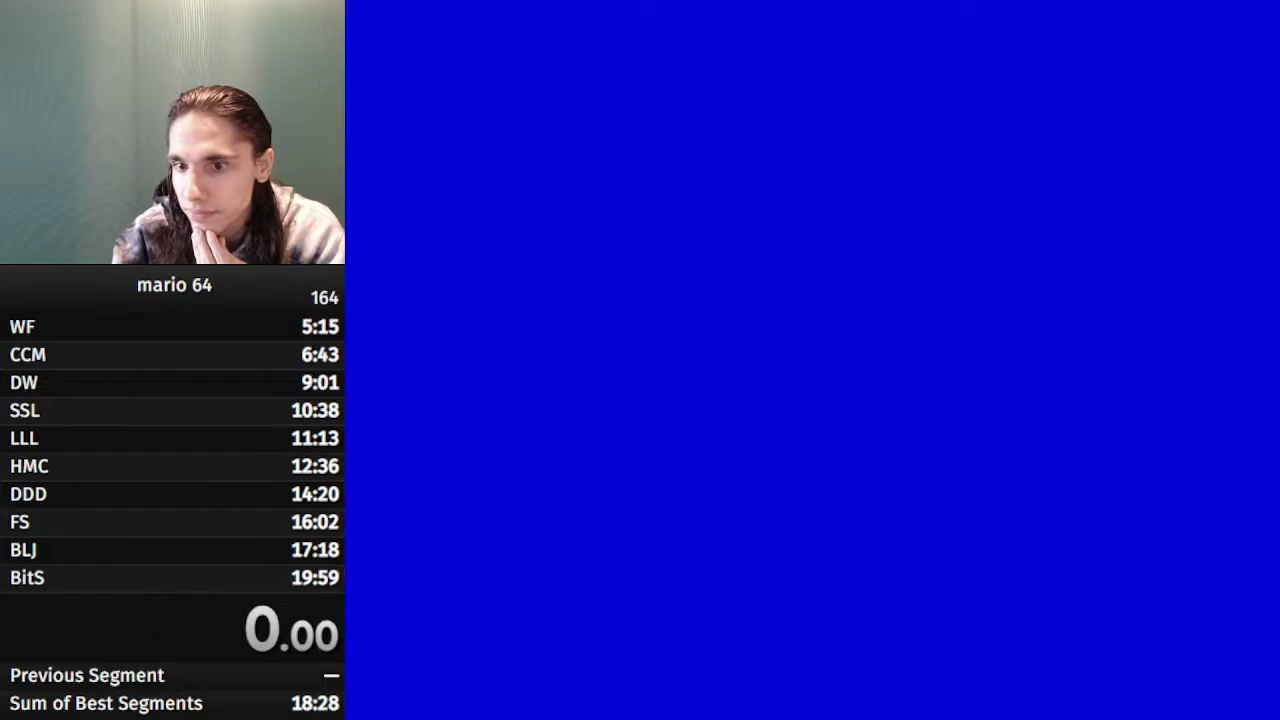 mario 64
164
WF 5:15
CCM 6:43
DW 9:01
SSL 10:38
LLL 11:13
HMC 12:36
DDD 14:20
FS 16:02
BLJ 17:18
BitS 19:59
0.00
Previous Segment —
Sum of Best Segments 18:28